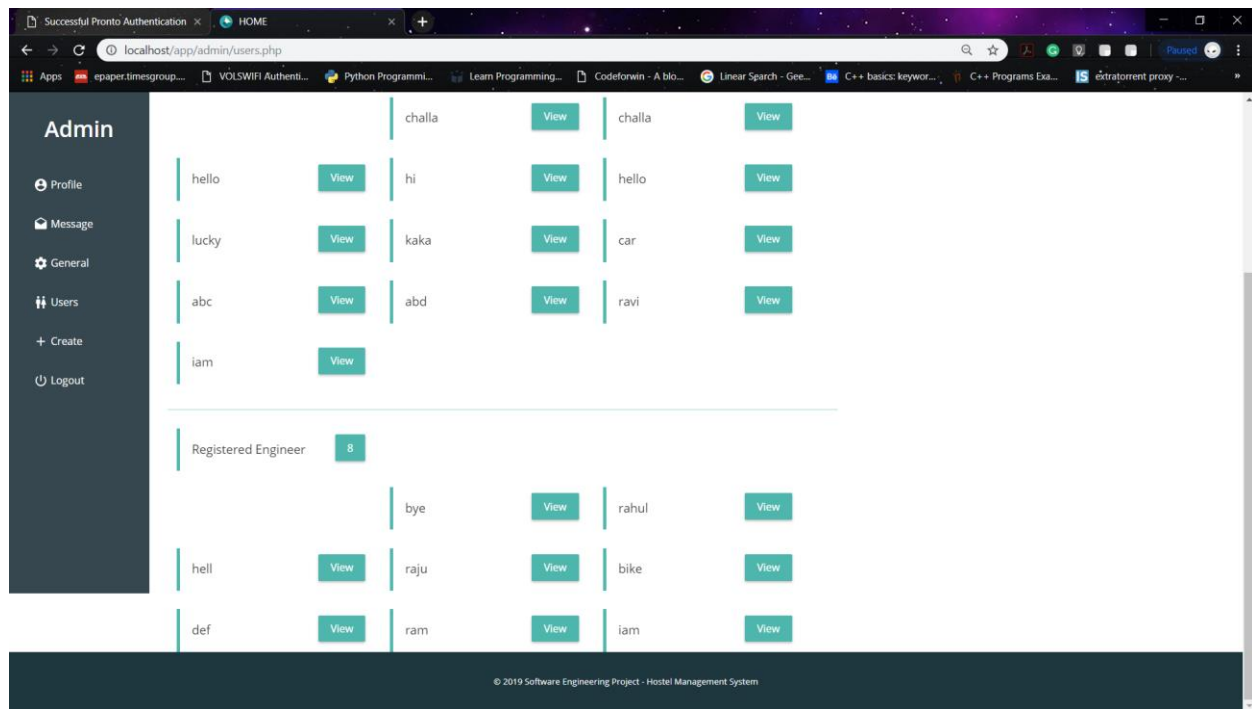 Successful Pronto Authentication
HOME
localhost/app/admin/users.php
Paused
Apps
epaper.timesgroup....
VOLSWIFI Authenti...
Python Programmi...
Learn Programming...
Codeforwin - A blo...
Linear Search - Gee...
C++ basics: keywor...
C++ Programs Exa...
extratorrent proxy -...
Admin
Profile
Message
General
Users
Create
Logout
challa View challa View
hello View hi View hello View
lucky View kaka View car View
abc View abd View ravi View
iam View
Registered Engineer 8
bye View rahul View
hell View raju View bike View
def View ram View iam View
© 2019 Software Engineering Project - Hostel Management System